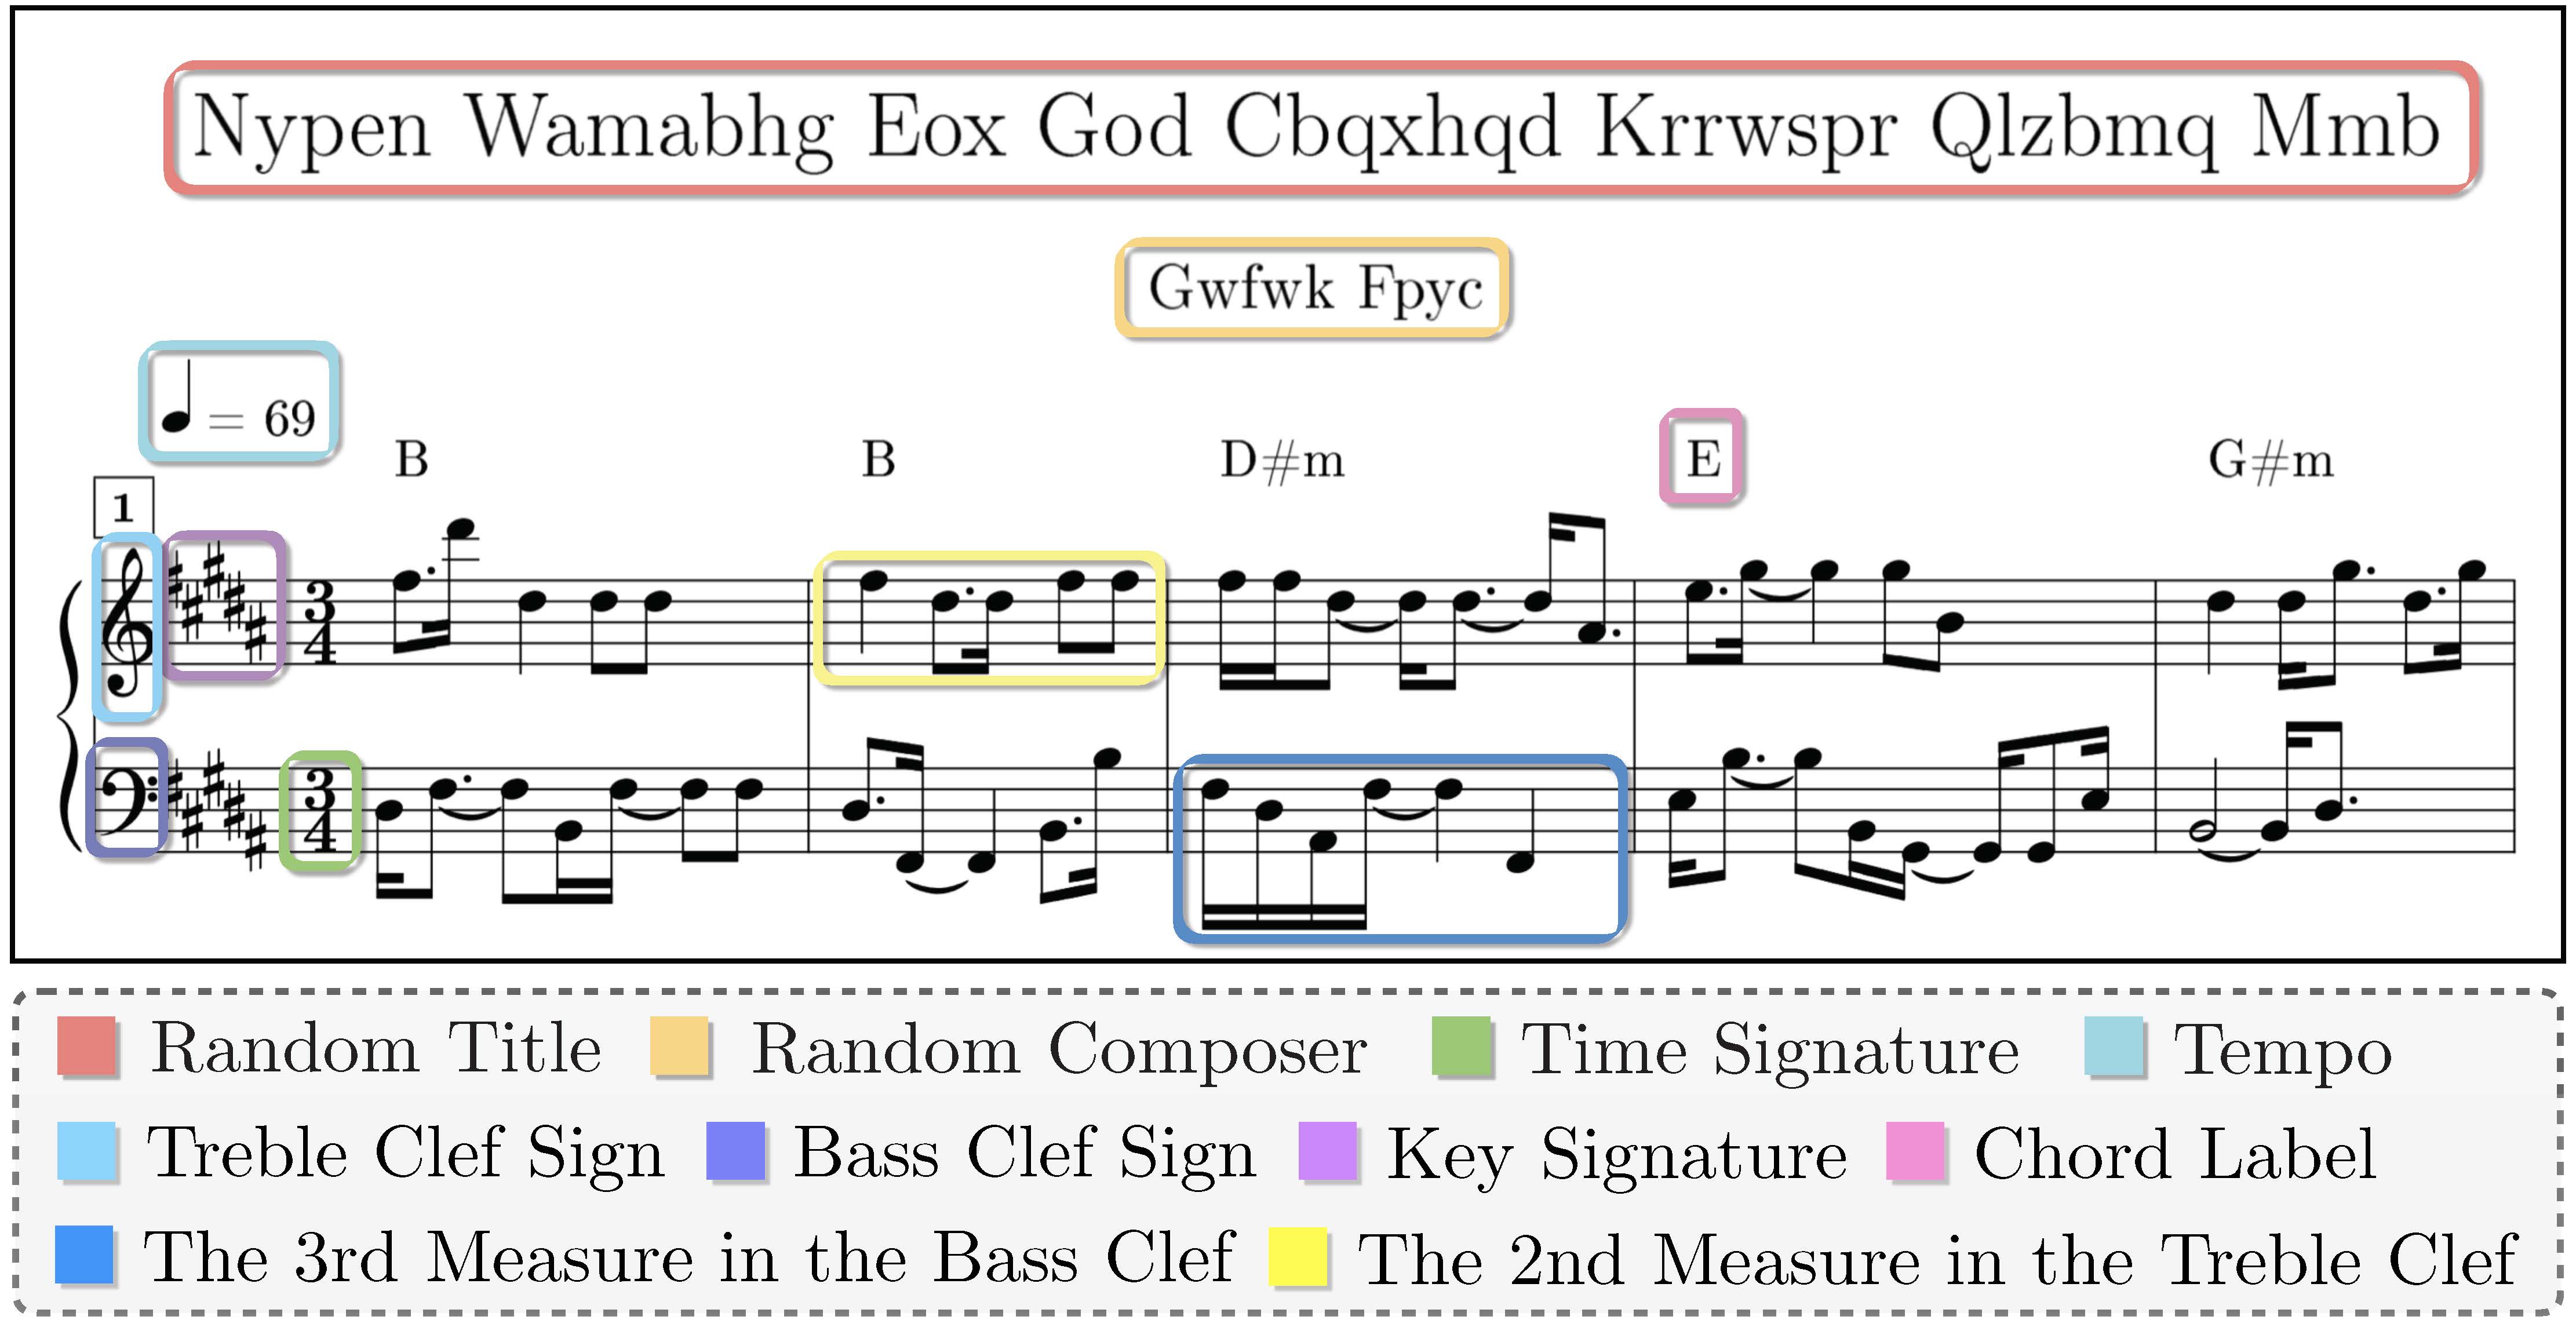 Nypen Wamabhg Eox God Cbqxhqd Krrwspr Qlzbmq Mmb
Gwfwk Fpyc
= 69
B B D#m E G#m
1
3
4
3
4
Random Title Random Composer Time Signature Tempo
Treble Clef Sign Bass Clef Sign Key Signature Chord Label
The 3rd Measure in the Bass Clef The 2nd Measure in the Treble Clef